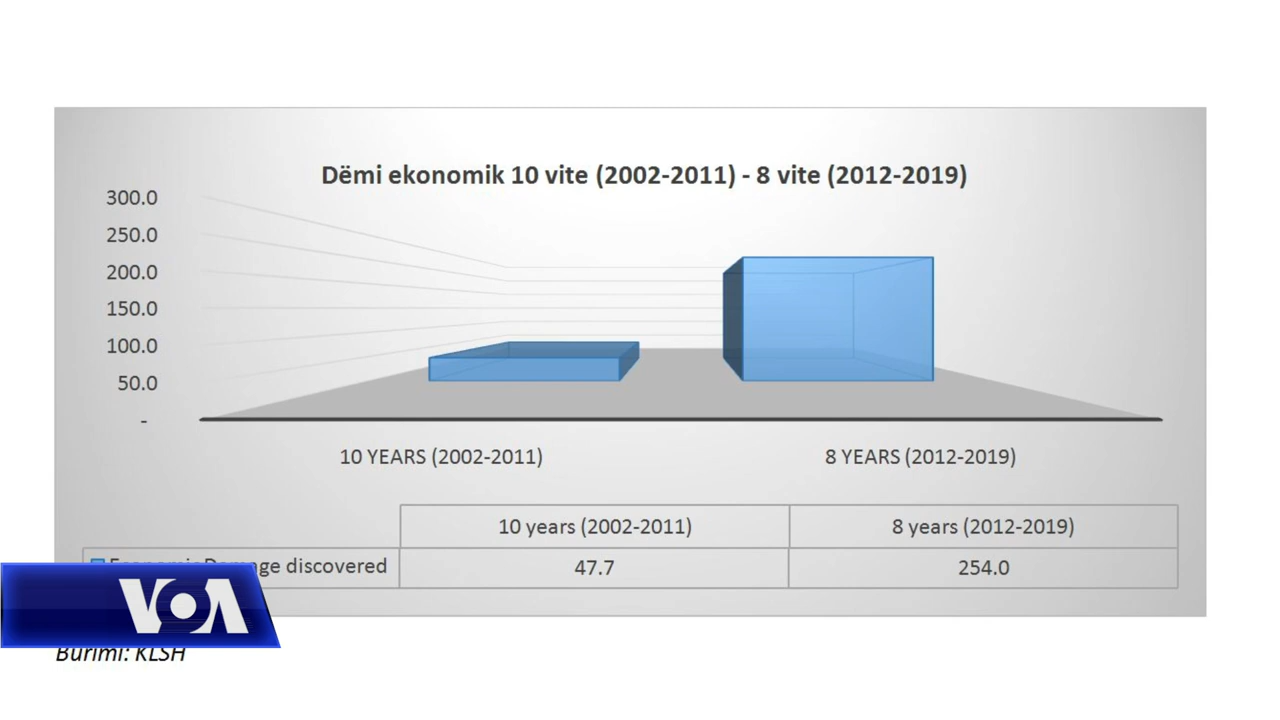 Dëmi ekonomik 10 vite (2002-2011) - 8 vite (2012-2019)
300.0
250.0
200.0
150.0
100.0
50.0
-
10 YEARS (2002-2011) 8 YEARS (2012-2019)
10 years (2002-2011) 8 years (2012-2019)
Economic Damage discovered 47.7 254.0
VOA
Burimi: KLSH